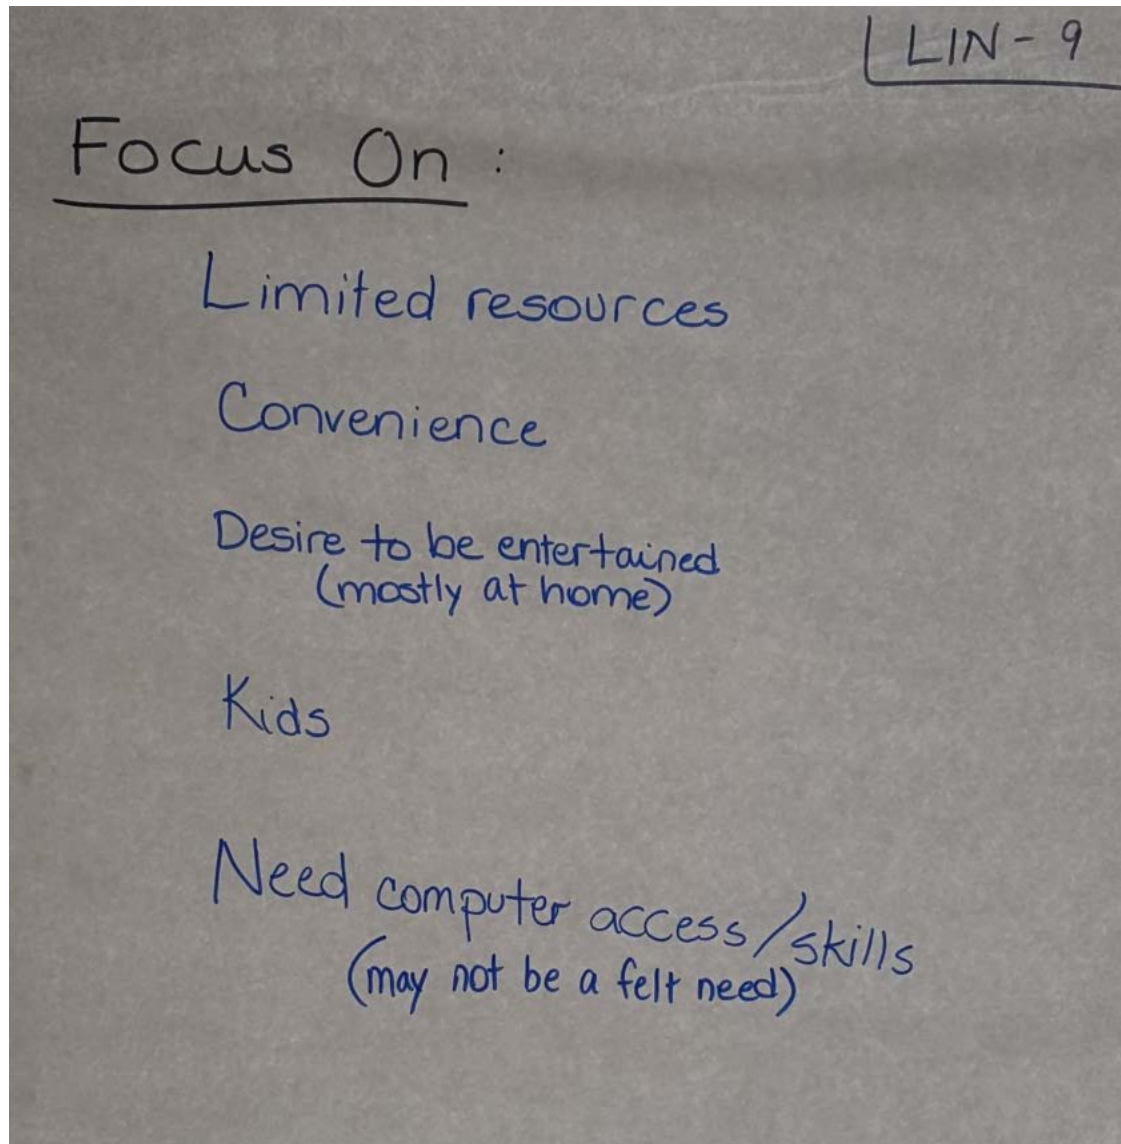 LIN - 9
Focus On :
Limited resources
Convenience
Desire to be entertained
(mostly at home)
Kids
Need computer access/skills
(may not be a felt need)